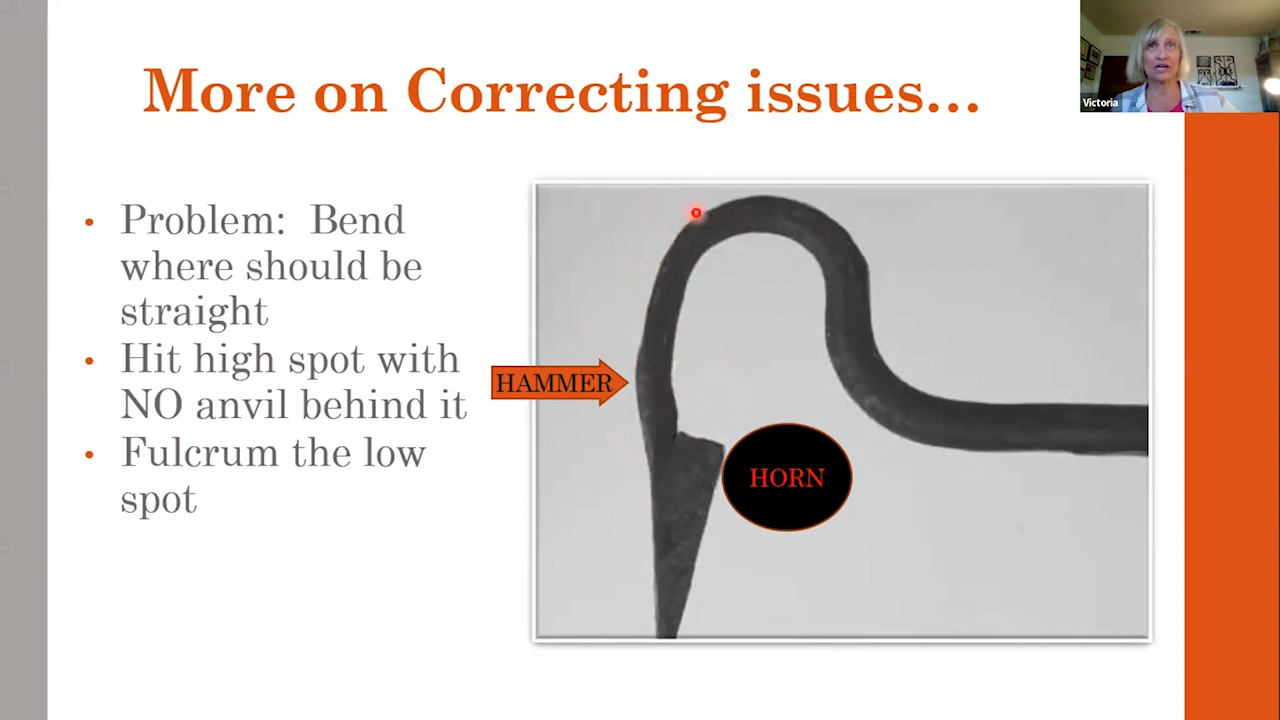 More on Correcting issues...
Victoria
• Problem: Bend
where should be
straight
• Hit high spot with
NO anvil behind it
• Fulcrum the low
spot
HAMMER
HORN